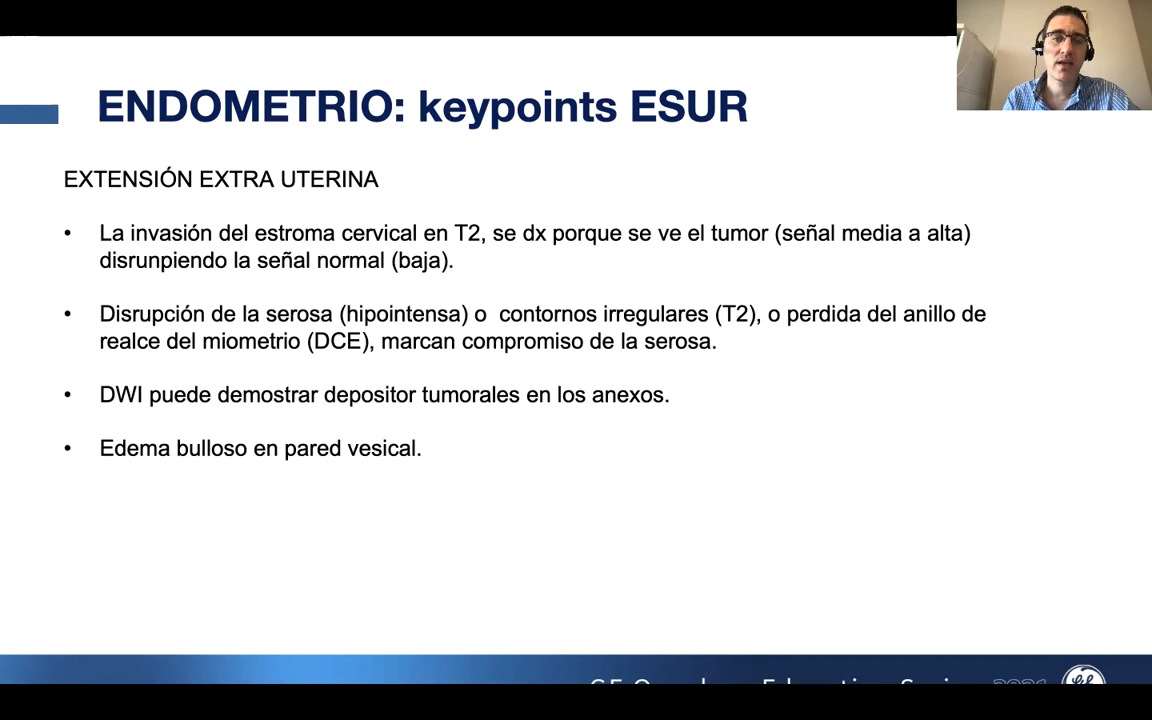 ENDOMETRIO: keypoints ESUR
EXTENSIÓN EXTRA UTERINA
• La invasión del estroma cervical en T2, se dx porque se ve el tumor (señal media a alta)
disrunpiendo la señal normal (baja).
• Disrupción de la serosa (hipointensa) o contornos irregulares (T2), o perdida del anillo de
realce del miometrio (DCE), marcan compromiso de la serosa.
• DWI puede demostrar depositor tumorales en los anexos.
• Edema bulloso en pared vesical.